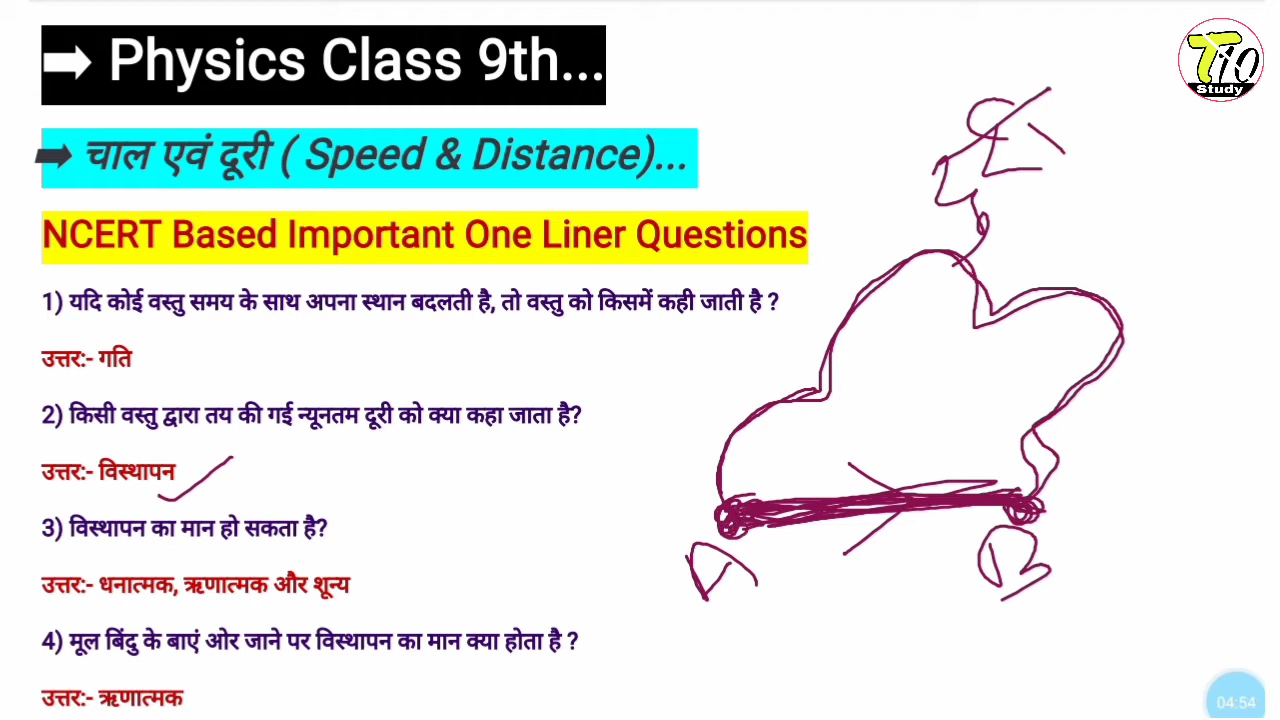 ➡ Physics Class 9th...
➡ चाल एवं दूरी ( Speed & Distance)...
NCERT Based Important One Liner Questions
1) यदि कोई वस्तु समय के साथ अपना स्थान बदलती है, तो वस्तु को किसमें कही जाती है ?
उत्तर:- गति
2) किसी वस्तु द्वारा तय की गई न्यूनतम दूरी को क्या कहा जाता है?
उत्तर:- विस्थापन
3) विस्थापन का मान हो सकता है?
उत्तर:- धनात्मक, ऋणात्मक और शून्य
4) मूल बिंदु के बाएं ओर जाने पर विस्थापन का मान क्या होता है ?
उत्तर:- ऋणात्मक
A
B
T10
Study
04:54